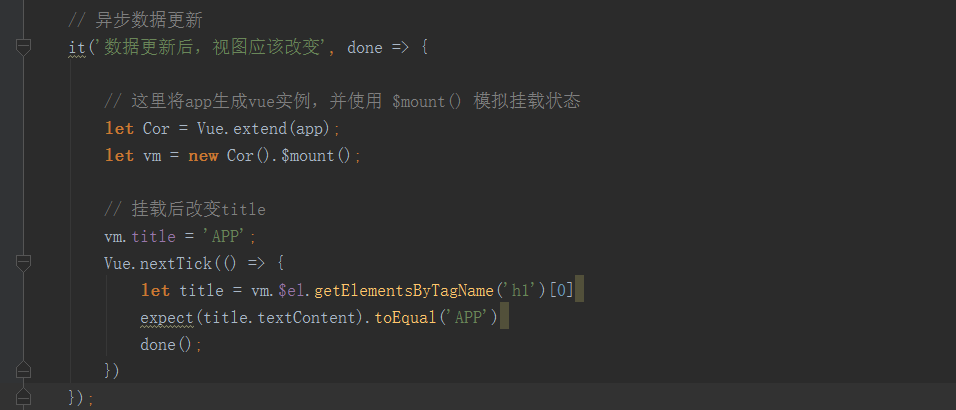 // 异步数据更新
it('数据更新后，视图应该改变', done => {
// 这里将app生成vue实例，并使用 $mount() 模拟挂载状态
let Cor = Vue.extend(app);
let vm = new Cor().$mount();
// 挂载后改变title
vm.title = 'APP';
Vue.nextTick(() => {
let title = vm.$el.getElementsByTagName('h1')[0]
expect(title.textContent).toEqual('APP')
done();
})
});